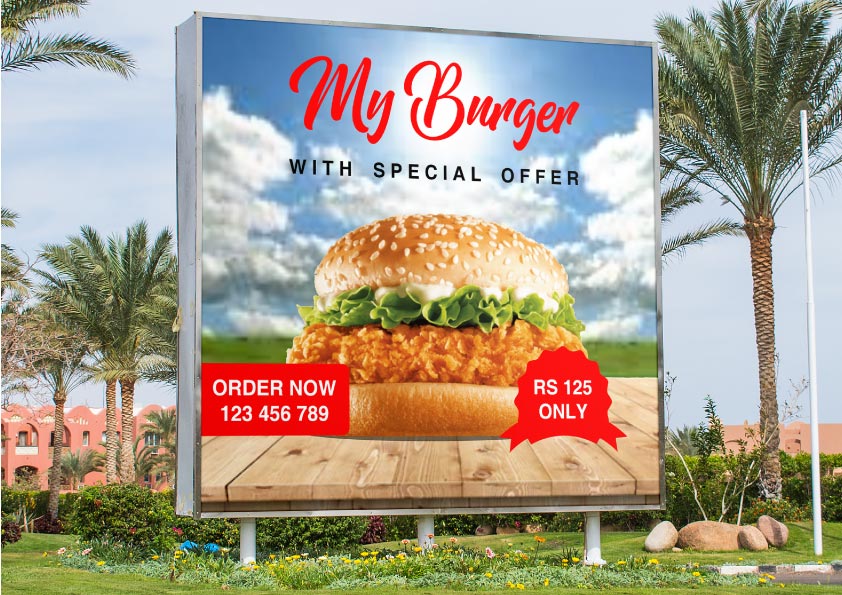 My Burger
WITH SPECIAL OFFER
ORDER NOW
123 456 789
RS 125
ONLY